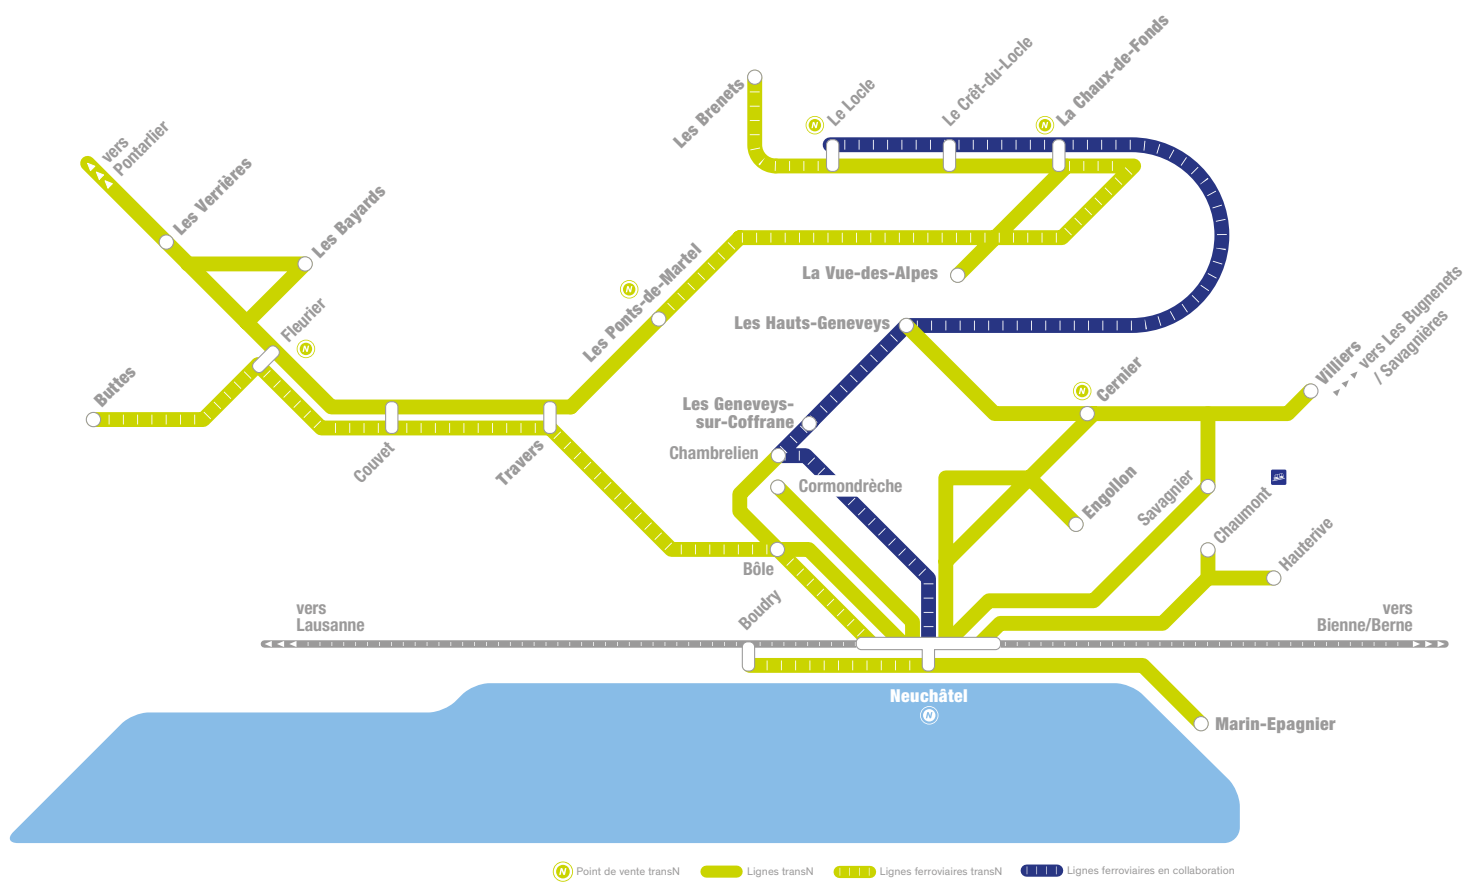 La Chaux-de-Fonds
Le Crêt-du-Locle
Le Locle
Les Brenets
N
N
vers
Pontarlier
Les Verrières
Les Bayards
Les Ponts-de-Martel
N
La Vue-des-Alpes
Fleurier
N
Les Hauts-Geneveys
vers Les Bugnenets
/ Savagnières
Villiers
Buttes
Cernier
N
Les Geneveys-
sur-Coffrane
Couvet
Travers
Chambrelien
Cormondrèche
Engollon
Savagnier
Chaumont
Hauterive
Bôle
Boudry
vers
Lausanne
vers
Bienne/Berne
Neuchâtel
N
Marin-Epagnier
N Point de vente transN
Lignes transN
Lignes ferroviaires transN
Lignes ferroviaires en collaboration